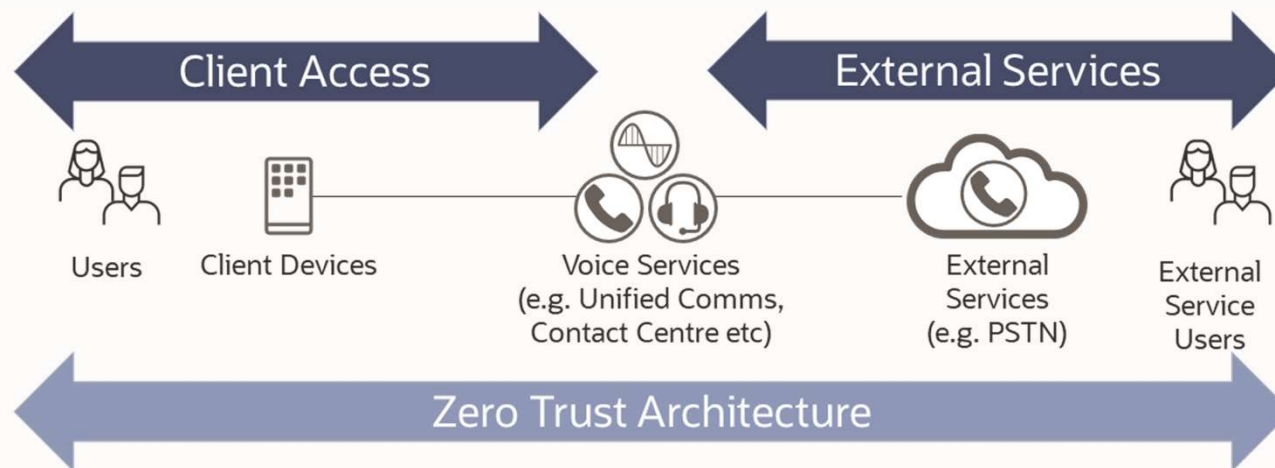 Client Access
External Services
Users
Client Devices
Voice Services
(e.g. Unified Comms,
Contact Centre etc)
External
Services
(e.g. PSTN)
External
Service
Users
Zero Trust Architecture